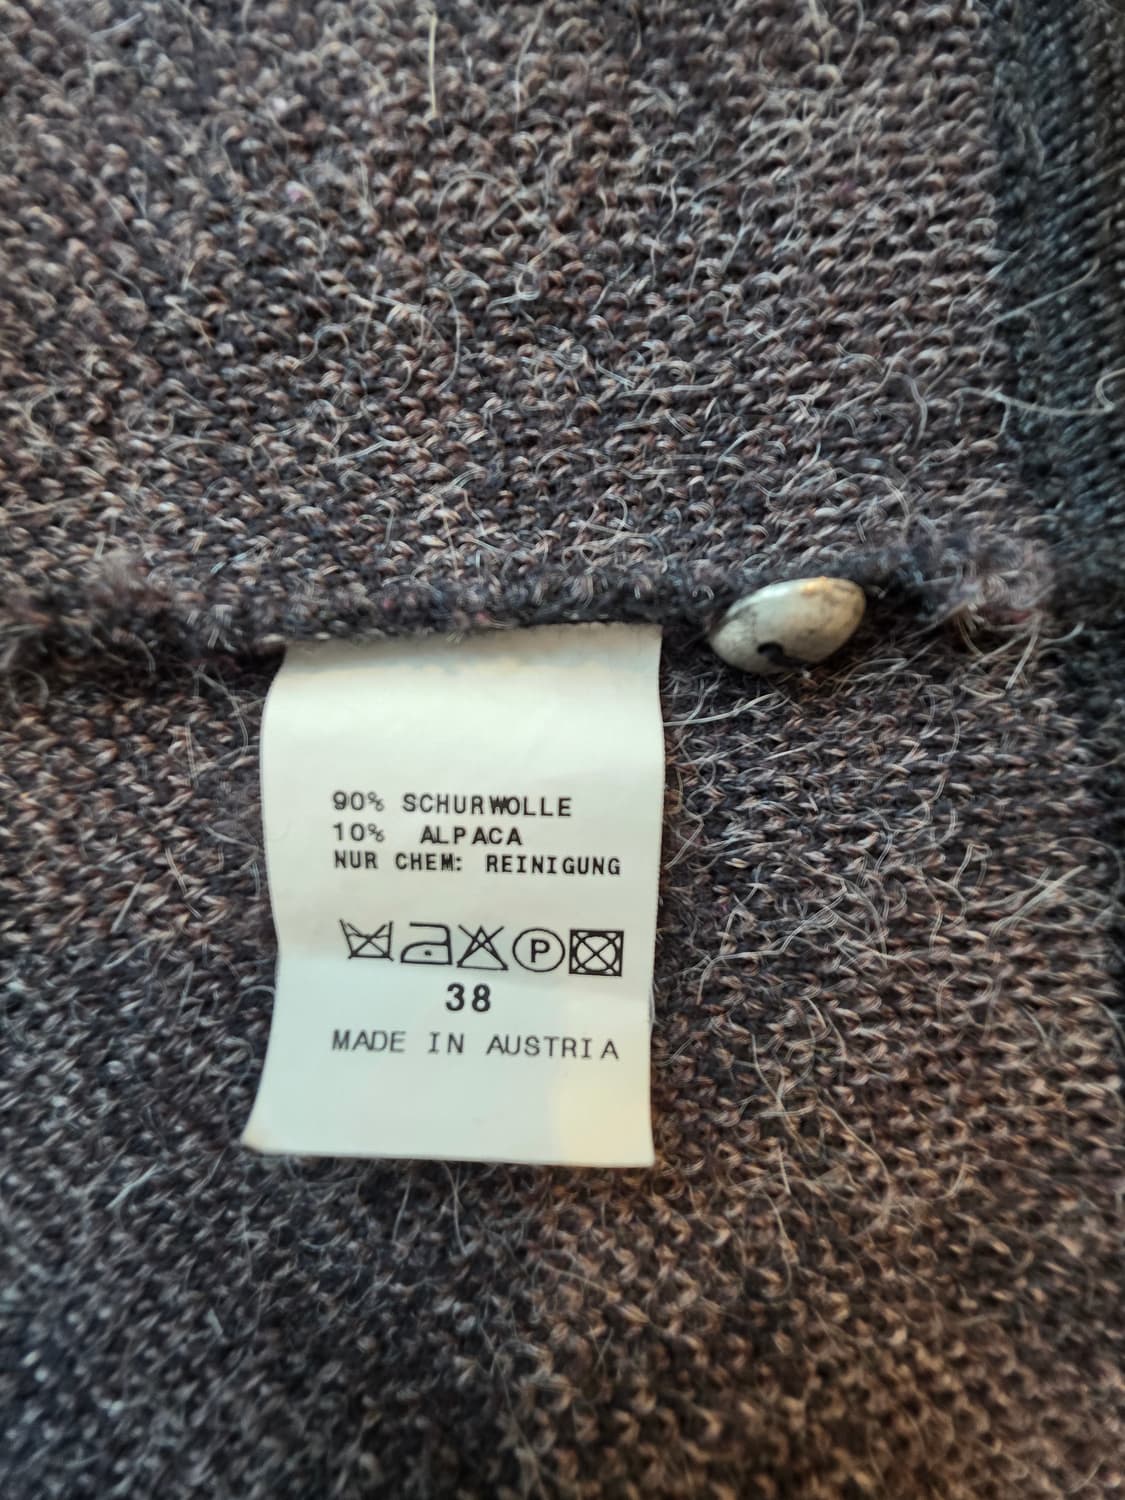 90% SCHURWOLLE
10% ALPACA
NUR CHEM: REINIGUNG
P
38
MADE IN AUSTRIA